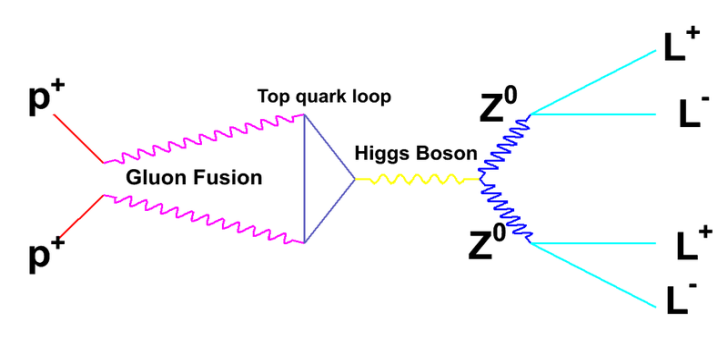 p⁺
Top quark loop
Gluon Fusion
p⁺
Higgs Boson
Z⁰
Z⁰
L⁺
L⁻
L⁺
L⁻